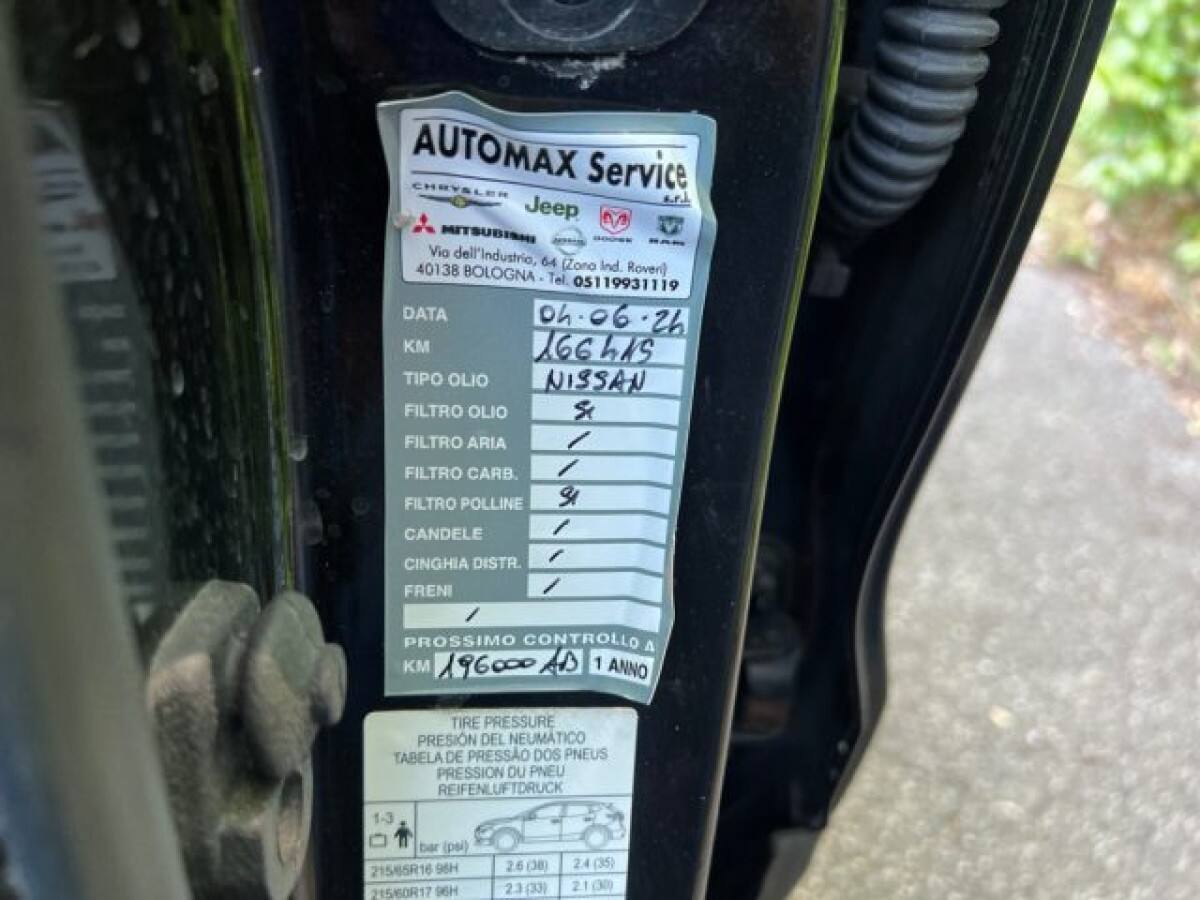 AUTOMAX Service
s.r.l.
CHRYSLER Jeep
MITSUBISHI NISSAN DODGE RAM
Via dell'Industria, 64 (Zona Ind. Roveri)
40138 BOLOGNA - Tel. 05119931119
DATA 04.06.24
KM 166415
TIPO OLIO NISSAN
FILTRO OLIO SI
FILTRO ARIA /
FILTRO CARB. /
FILTRO POLLINE SI
CANDELE /
CINGHIA DISTR. /
FRENI /
/
PROSSIMO CONTROLLO A
KM 196000 AD 1 ANNO
TIRE PRESSURE
PRESIÓN DEL NEUMÁTICO
TABELA DE PRESSÃO DOS PNEUS
PRESSION DU PNEU
REIFENLUFTDRUCK
1-3
bar (psi)
215/65R16 98H 2.6 (38) 2.4 (35)
215/60R17 96H 2.3 (33) 2.1 (30)